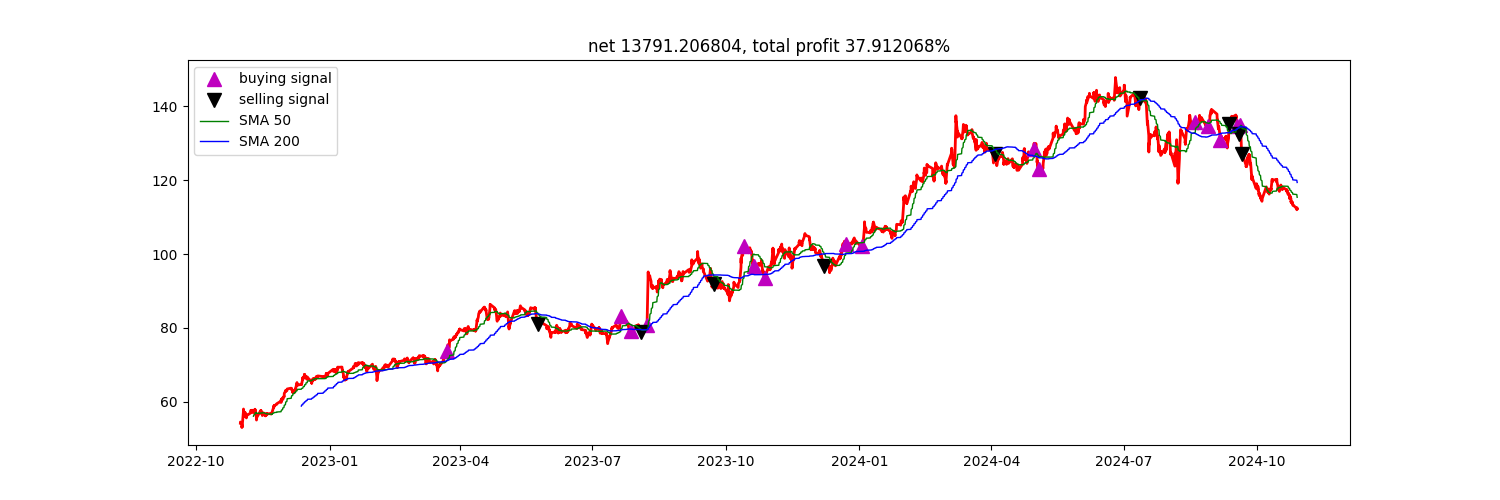 net 13791.206804, total profit 37.912068%
buying signal
selling signal
SMA 50
SMA 200
140
120
100
80
60
2022-10 2023-01 2023-04 2023-07 2023-10 2024-01 2024-04 2024-07 2024-10